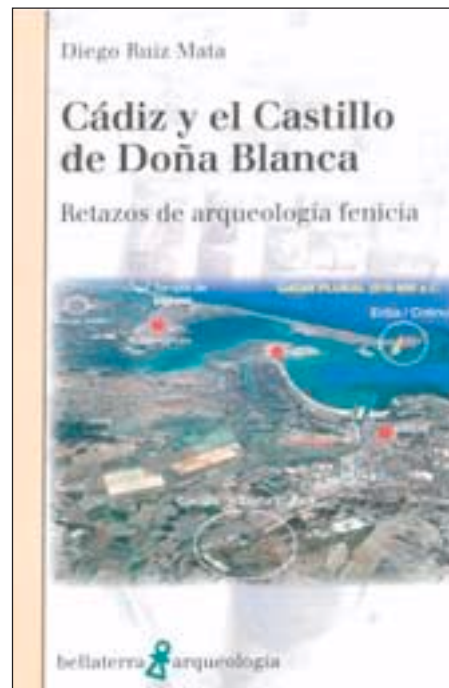 Diego Ruiz Mata
Cádiz y el Castillo
de Doña Blanca
Retazos de arqueología fenicia
bellaterra arqueología